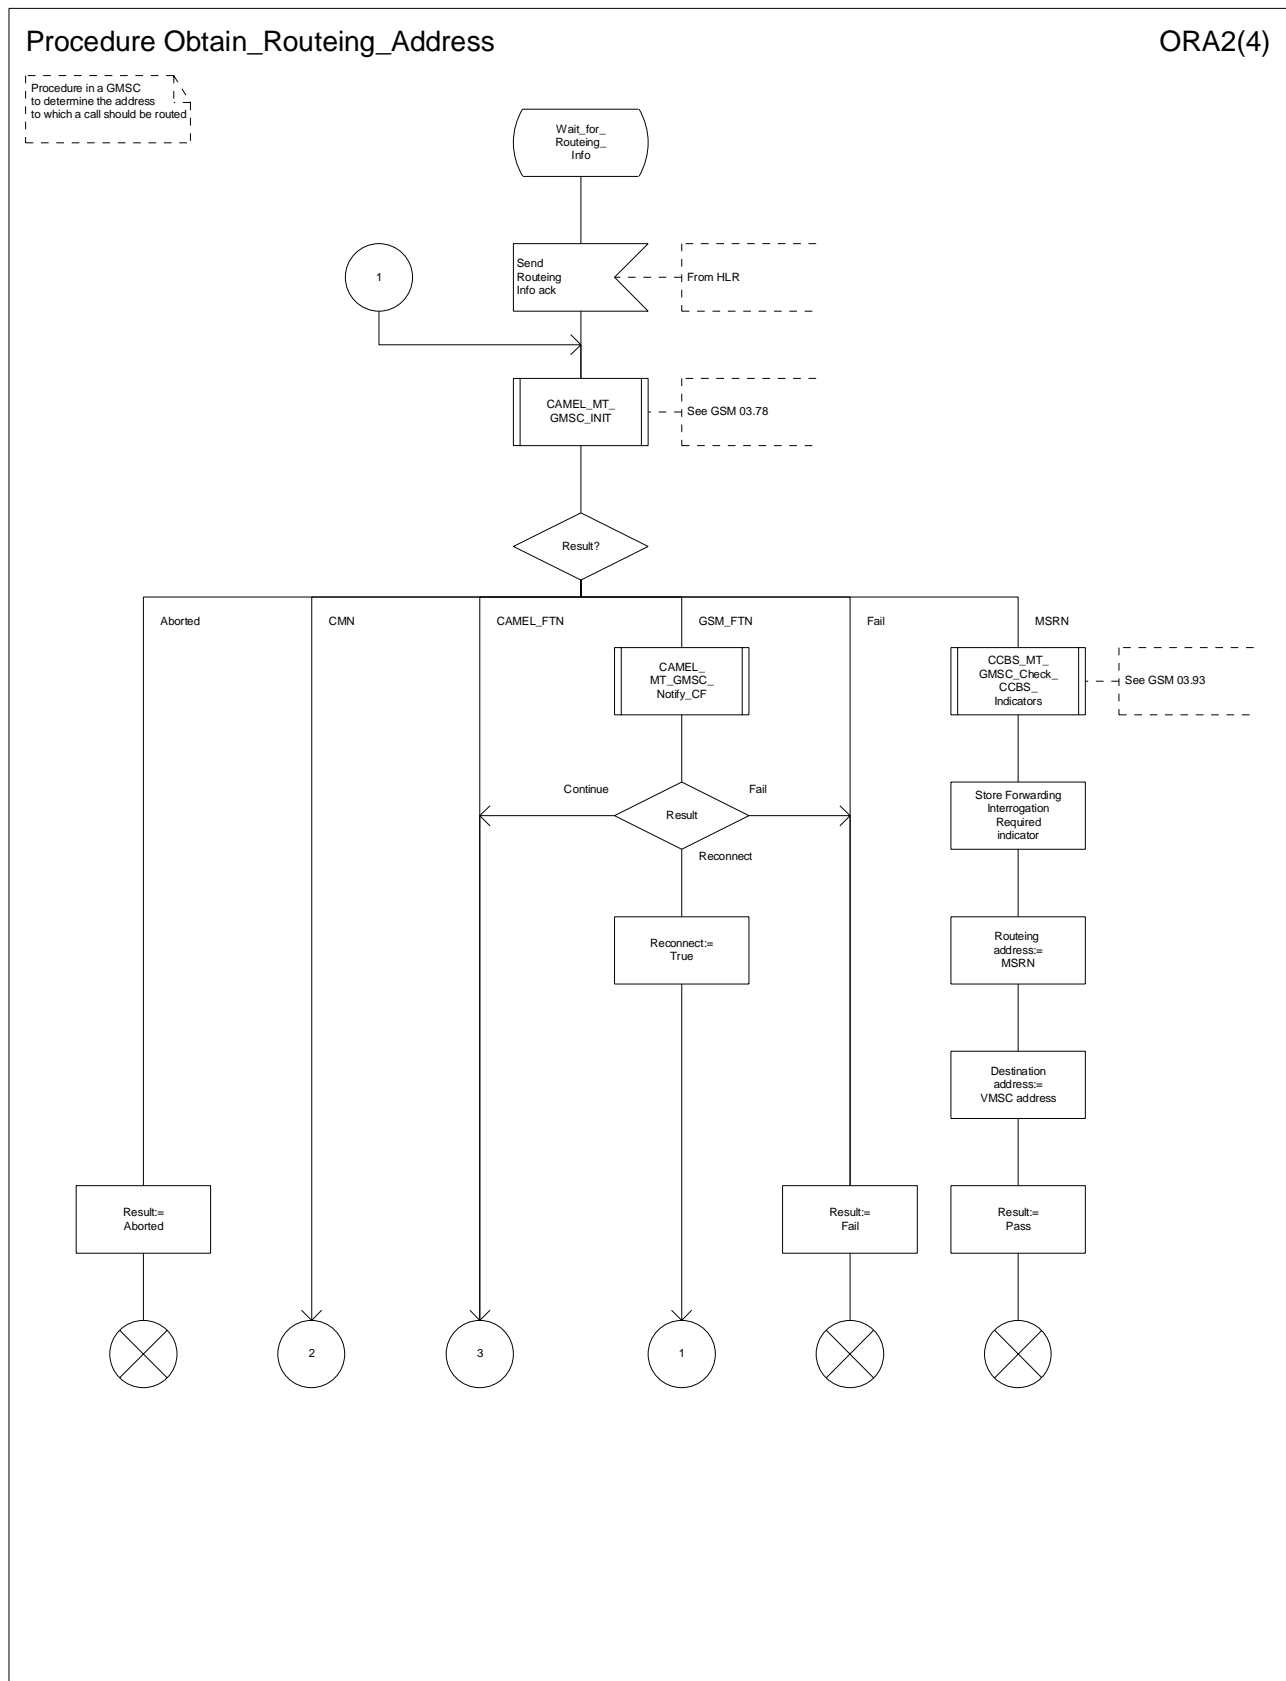 Procedure Obtain_Routeing_Address
ORA2(4)
Procedure in a GMSC
to determine the address
to which a call should be routed
Wait_for_
Routeing_
Info
1
Send
Routeing
Info ack
From HLR
CAMEL_MT_
GMSC_INIT
See GSM 03.78
Result?
Aborted
CMN
CAMEL_FTN
GSM_FTN
Fail
MSRN
CAMEL_
MT_GMSC_
Notify_CF
CCBS_MT_
GMSC_Check_
CCBS_
Indicators
See GSM 03.93
Continue
Result
Fail
Reconnect
Store Forwarding
Interrogation
Required
indicator
Reconnect:=
True
Routeing
address:=
MSRN
Destination
address:=
VMSC address
Result:=
Aborted
Result:=
Fail
Result:=
Pass
2
3
1